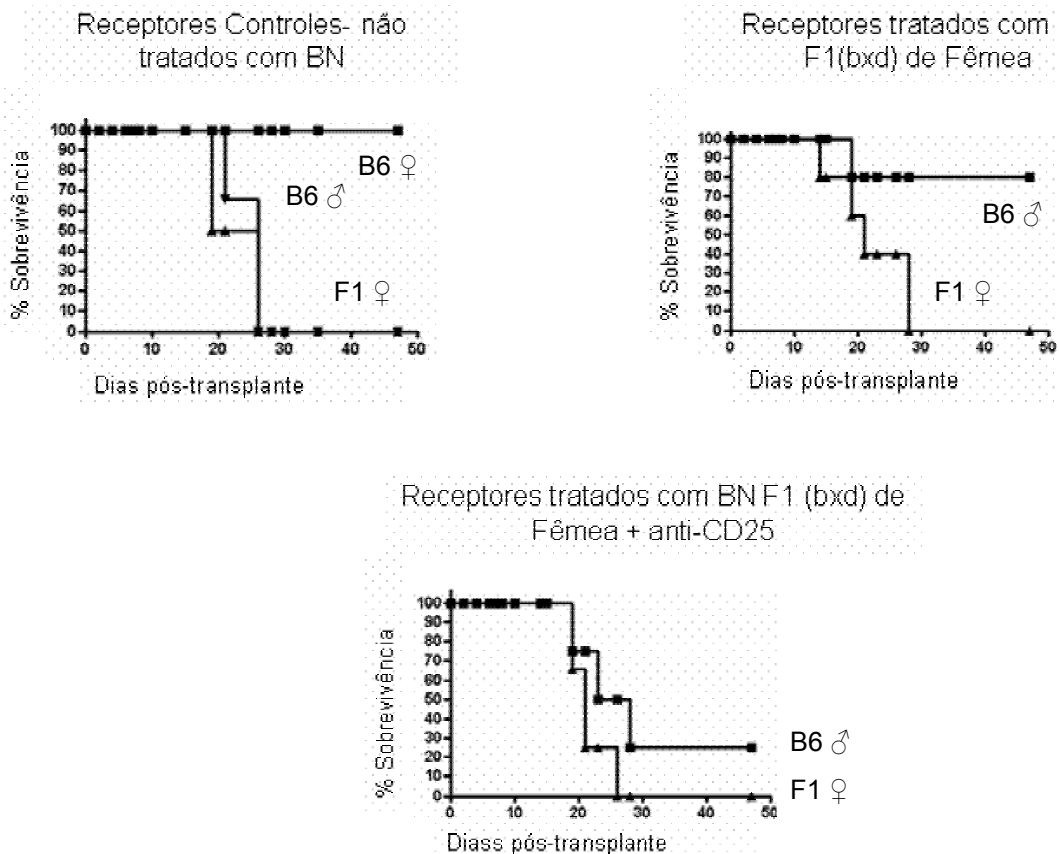 Receptores Controles- não
tratados com BN
% Sobrevivência
100
90
80
70
60
50
40
30
20
10
0
B6 ♀
B6 ♂
F1 ♀
0 10 20 30 40 50
Dias pós-transplante
Receptores tratados com
F1(bxd) de Fêmea
% Sobrevivência
100
90
80
70
60
50
40
30
20
10
0
B6 ♂
F1 ♀
0 10 20 30 40 50
Dias pós-transplante
Receptores tratados com BN F1 (bxd) de
Fêmea + anti-CD25
% Sobrevivência
100
90
80
70
60
50
40
30
20
10
0
B6 ♂
F1 ♀
0 10 20 30 40 50
Diass pós-transplante